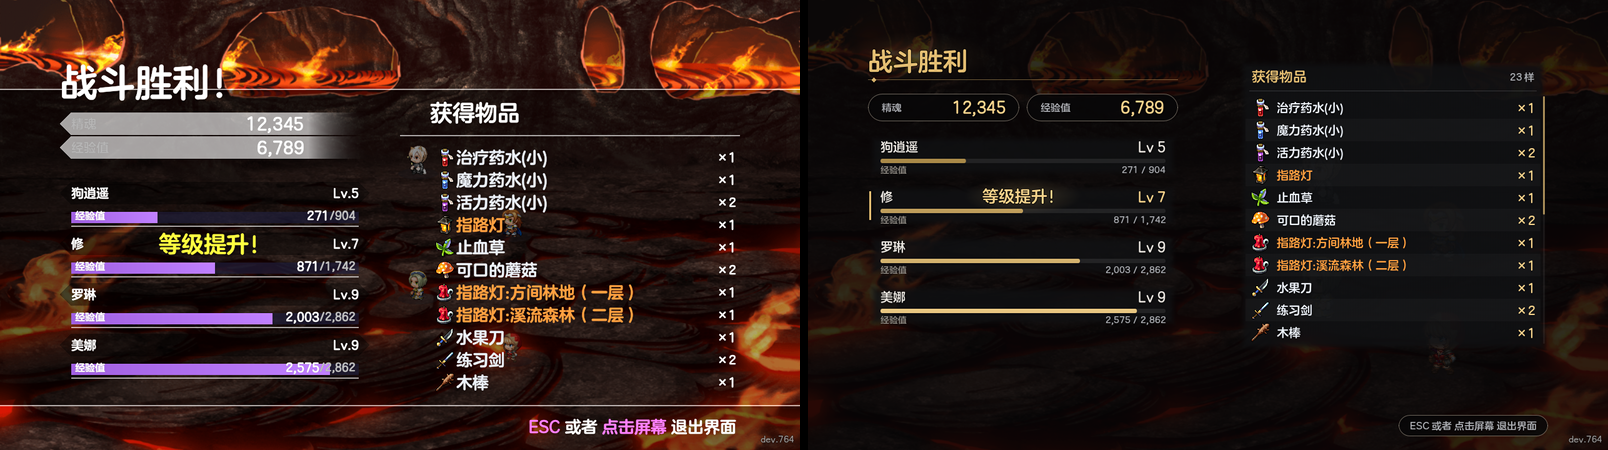 战斗胜利!
精魂 12,345
经验值 6,789
狗逍遥 Lv.5
经验值 271/904
修 等级提升! Lv.7
经验值 871/1,742
罗琳 Lv.9
经验值 2,003/2,862
美娜 Lv.9
经验值 2,575/2,862
获得物品
治疗药水(小) ×1
魔力药水(小) ×1
活力药水(小) ×2
指路灯 ×1
止血草 ×1
可口的蘑菇 ×2
指路灯:方间林地（一层） ×1
指路灯:溪流森林（二层） ×1
水果刀 ×1
练习剑 ×2
木棒 ×1
ESC 或者 点击屏幕 退出界面
dev.764
战斗胜利
精魂 12,345
经验值 6,789
狗逍遥 Lv 5
经验值 271 / 904
修 等级提升! Lv 7
经验值 871 / 1,742
罗琳 Lv 9
经验值 2,003 / 2,862
美娜 Lv 9
经验值 2,575 / 2,862
获得物品 23 样
治疗药水(小) ×1
魔力药水(小) ×1
活力药水(小) ×2
指路灯 ×1
止血草 ×1
可口的蘑菇 ×2
指路灯:方间林地（一层） ×1
指路灯:溪流森林（二层） ×1
水果刀 ×1
练习剑 ×2
木棒 ×1
ESC 或者 点击屏幕 退出界面
dev.764